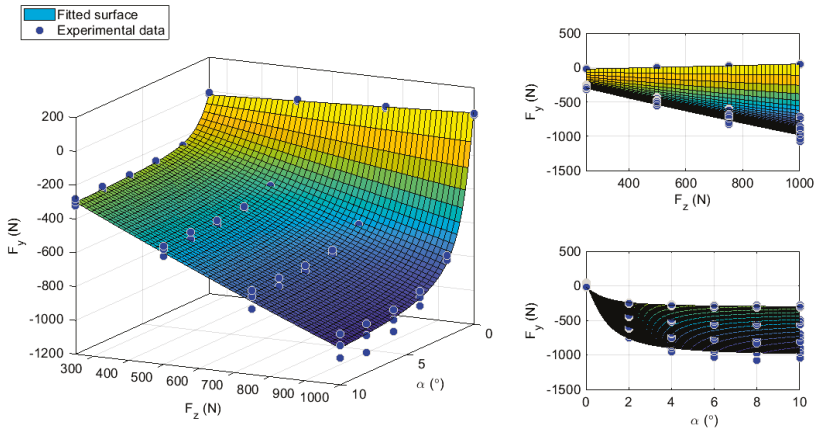 Fitted surface
Experimental data
200
0
-200
-400
-600
-800
-1000
-1200
F_y (N)
300 400 500 600 700 800 900 1000
F_z (N)
10 5 0
α (°)
500
0
-500
-1000
-1500
F_y (N)
400 600 800 1000
F_z (N)
500
0
-500
-1000
-1500
F_y (N)
0 2 4 6 8 10
α (°)